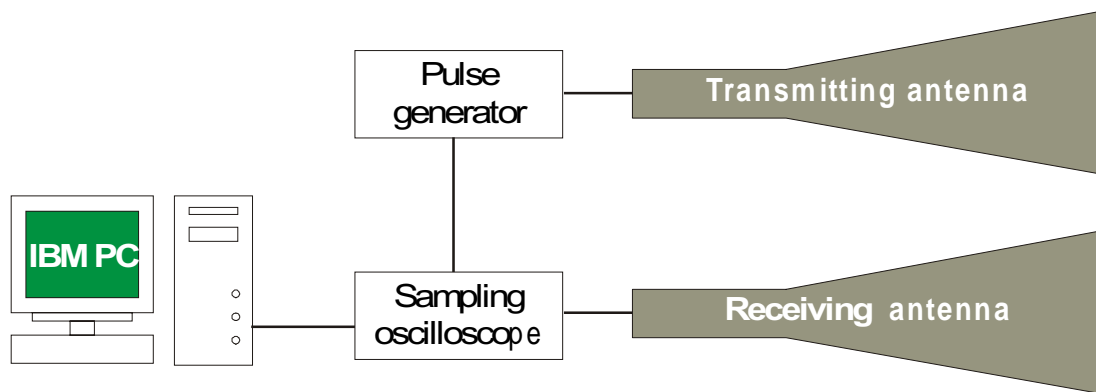 Pulse
generator
Transmitting antenna
IBM PC
Sampling
oscilloscope
Receiving antenna